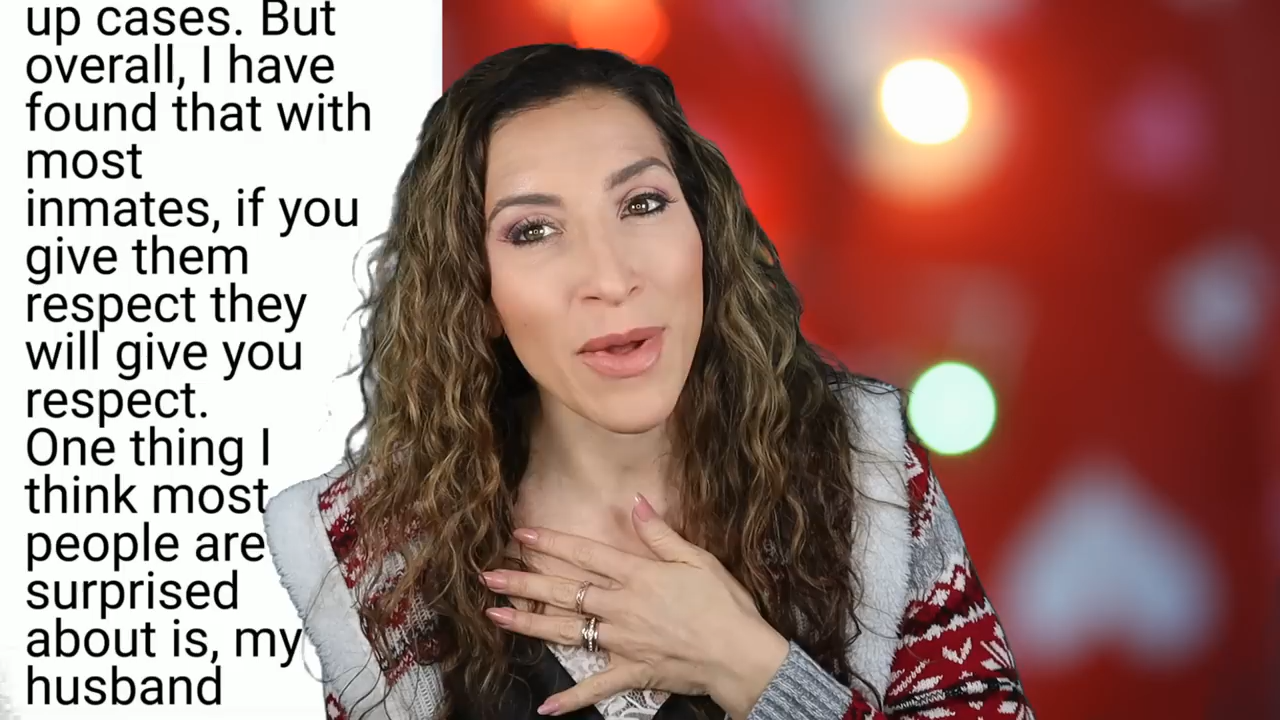 up cases. But
overall, I have
found that with
most
inmates, if you
give them
respect they
will give you
respect.
One thing I
think most
people are
surprised
about is, my
husband